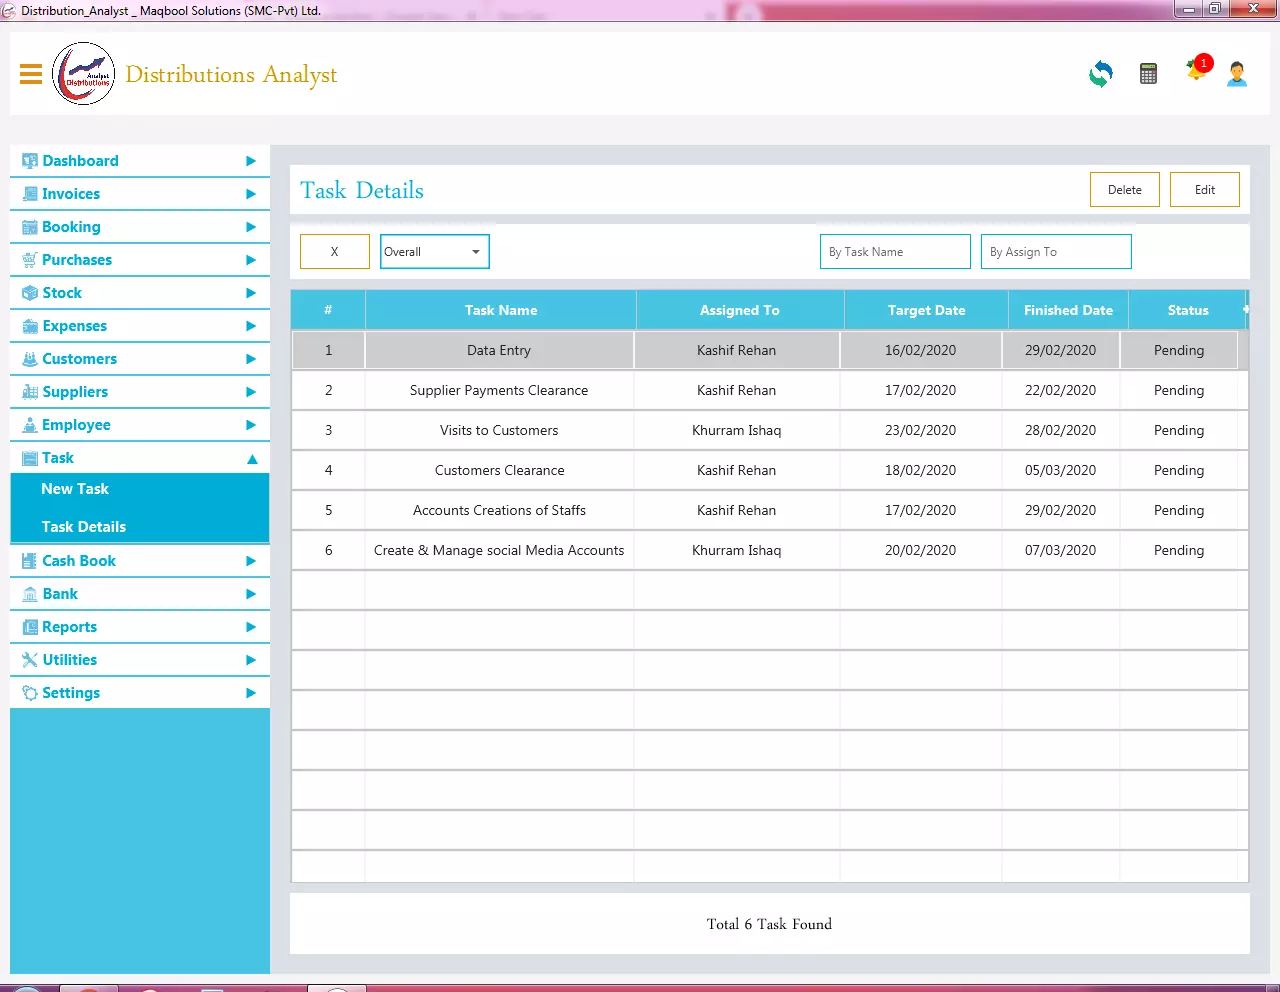 Distribution_Analyst _ Maqbool Solutions (SMC-Pvt) Ltd.
Analyst
Distributions
Distributions Analyst
1
Dashboard
Invoices
Booking
Purchases
Stock
Expenses
Customers
Suppliers
Employee
Task
New Task
Task Details
Cash Book
Bank
Reports
Utilities
Settings
Task Details
Delete
Edit
X
Overall
By Task Name
By Assign To
# Task Name Assigned To Target Date Finished Date Status
1 Data Entry Kashif Rehan 16/02/2020 29/02/2020 Pending
2 Supplier Payments Clearance Kashif Rehan 17/02/2020 22/02/2020 Pending
3 Visits to Customers Khurram Ishaq 23/02/2020 28/02/2020 Pending
4 Customers Clearance Kashif Rehan 18/02/2020 05/03/2020 Pending
5 Accounts Creations of Staffs Kashif Rehan 17/02/2020 29/02/2020 Pending
6 Create & Manage social Media Accounts Khurram Ishaq 20/02/2020 07/03/2020 Pending
Total 6 Task Found